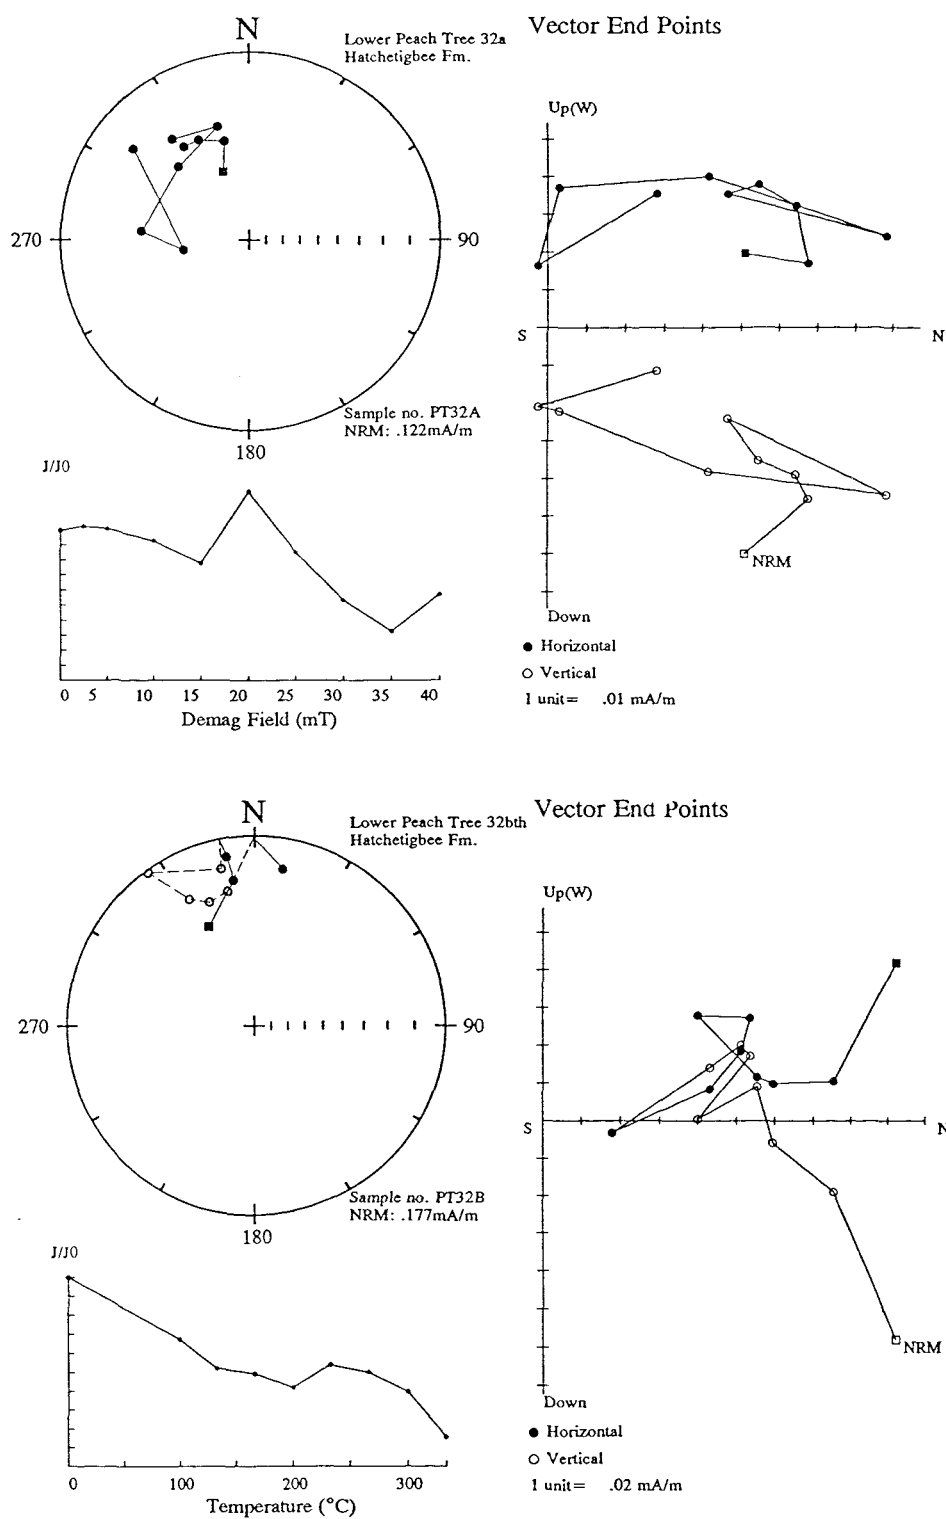 N
Lower Peach Tree 32a
Hatchetigbee Fm.
Vector End Points
Up(W)
270
90
S
N
Sample no. PT32A
NRM: .122mA/m
180
J/J0
NRM
Down
● Horizontal
○ Vertical
1 unit= .01 mA/m
0 5 10 15 20 25 30 35 40
Demag Field (mT)
N
Lower Peach Tree 32bth
Hatchetigbee Fm.
Vector End Points
Up(W)
270
90
S
N
Sample no. PT32B
NRM: .177mA/m
180
J/J0
NRM
Down
● Horizontal
○ Vertical
1 unit= .02 mA/m
0 100 200 300
Temperature (°C)